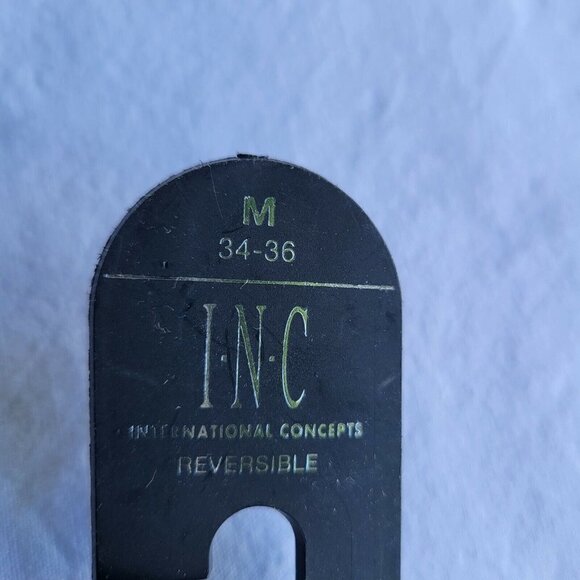 M
34-36
I·N·C
INTERNATIONAL CONCEPTS
REVERSIBLE